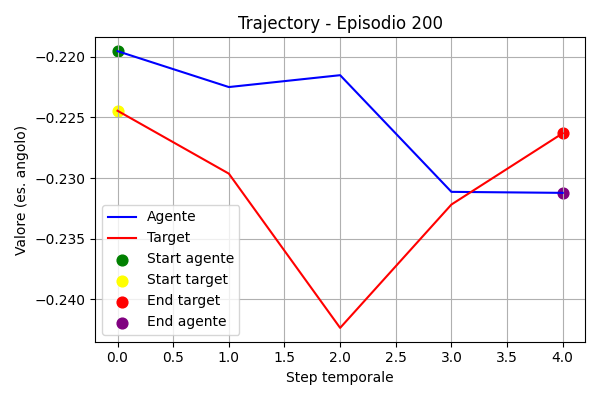 Trajectory - Episodio 200
Valore (es. angolo)
−0.220
−0.225
−0.230
−0.235
−0.240
Agente
Target
Start agente
Start target
End target
End agente
0.0 0.5 1.0 1.5 2.0 2.5 3.0 3.5 4.0
Step temporale